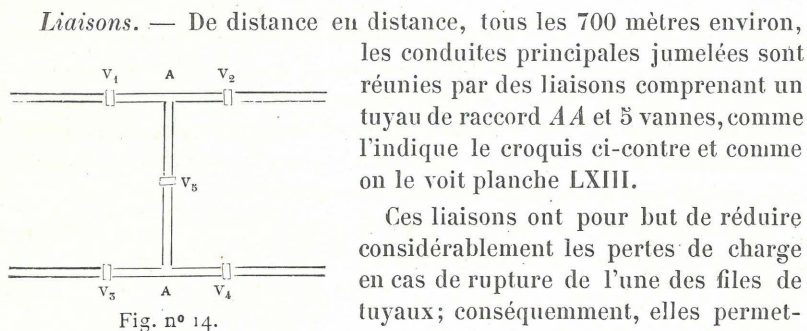 Liaisons. — De distance en distance, tous les 700 mètres environ,
les conduites principales jumelées sont
réunies par des liaisons comprenant un
tuyau de raccord AA et 5 vannes, comme
l'indique le croquis ci-contre et comme
on le voit planche LXIII.
Ces liaisons ont pour but de réduire
considérablement les pertes de charge
en cas de rupture de l'une des files de
tuyaux; conséquemment, elles permet-
V₁ A V₂
V₅
V₃ A V₄
Fig. nº 14.